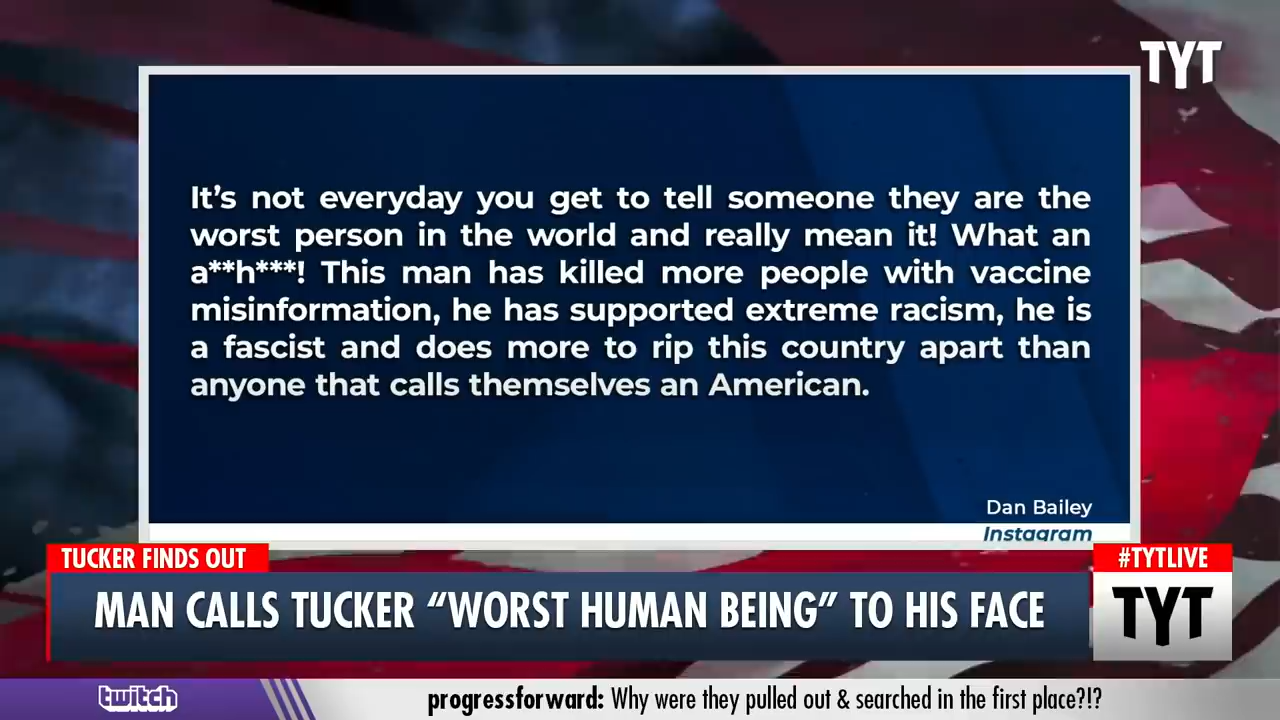 TYT
It’s not everyday you get to tell someone they are the
worst person in the world and really mean it! What an
a**h***! This man has killed more people with vaccine
misinformation, he has supported extreme racism, he is
a fascist and does more to rip this country apart than
anyone that calls themselves an American.
Dan Bailey
Instagram
TUCKER FINDS OUT
#TYTLIVE
MAN CALLS TUCKER “WORST HUMAN BEING” TO HIS FACE
TYT
twitch
progressforward: Why were they pulled out & searched in the first place?!?